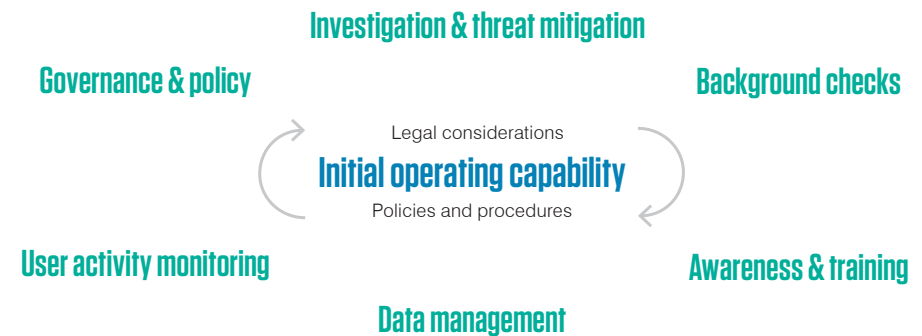 Investigation & threat mitigation
Governance & policy
Background checks
Legal considerations
Initial operating capability
Policies and procedures
User activity monitoring
Awareness & training
Data management